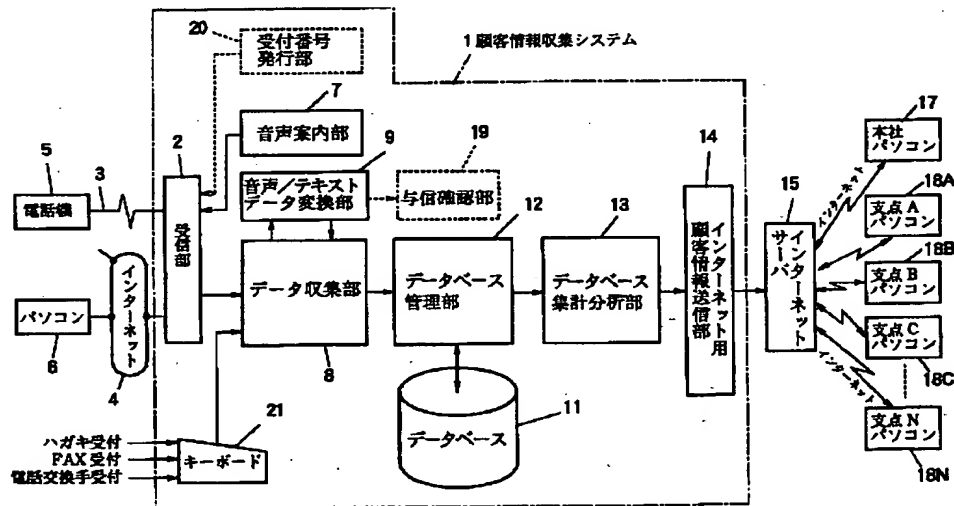 20
受付番号
発行部
1 顧客情報収集システム
7
音声案内部
2
9
19
14
17
本社
パソコン
5
3
電話機
音声／テキスト
データ変換部
与信確認部
12
13
15
インターネット
18A
支点A
パソコン
18B
受信部
データ収集部
データベース
管理部
データベース
集計分析部
インターネット用
顧客情報送信部
インターネット
サーバ
支点B
パソコン
パソコン
6
インターネット
4
8
支点C
パソコン
18C
インターネット
21
11
データベース
支点N
パソコン
18N
ハガキ受付
FAX受付
電話交換手受付
キーボード